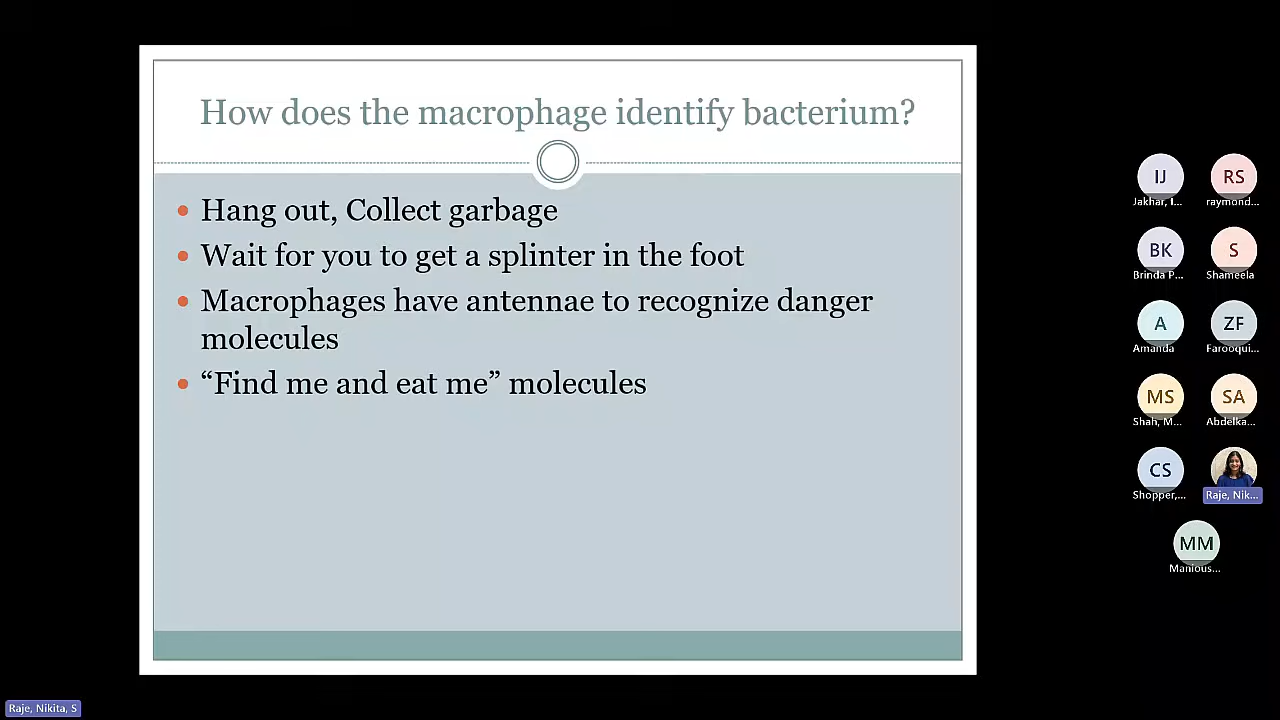 How does the macrophage identify bacterium?
Hang out, Collect garbage
Wait for you to get a splinter in the foot
Macrophages have antennae to recognize danger
molecules
“Find me and eat me” molecules
IJ
RS
Jakhar, I...
raymond...
BK
S
Brinda P...
Shameela
A
ZF
Amanda
Farooqui...
MS
SA
Shah, M...
Abdelka...
CS
Shopper,...
Raje, Nik...
MM
Manious...
Raje, Nikita, S